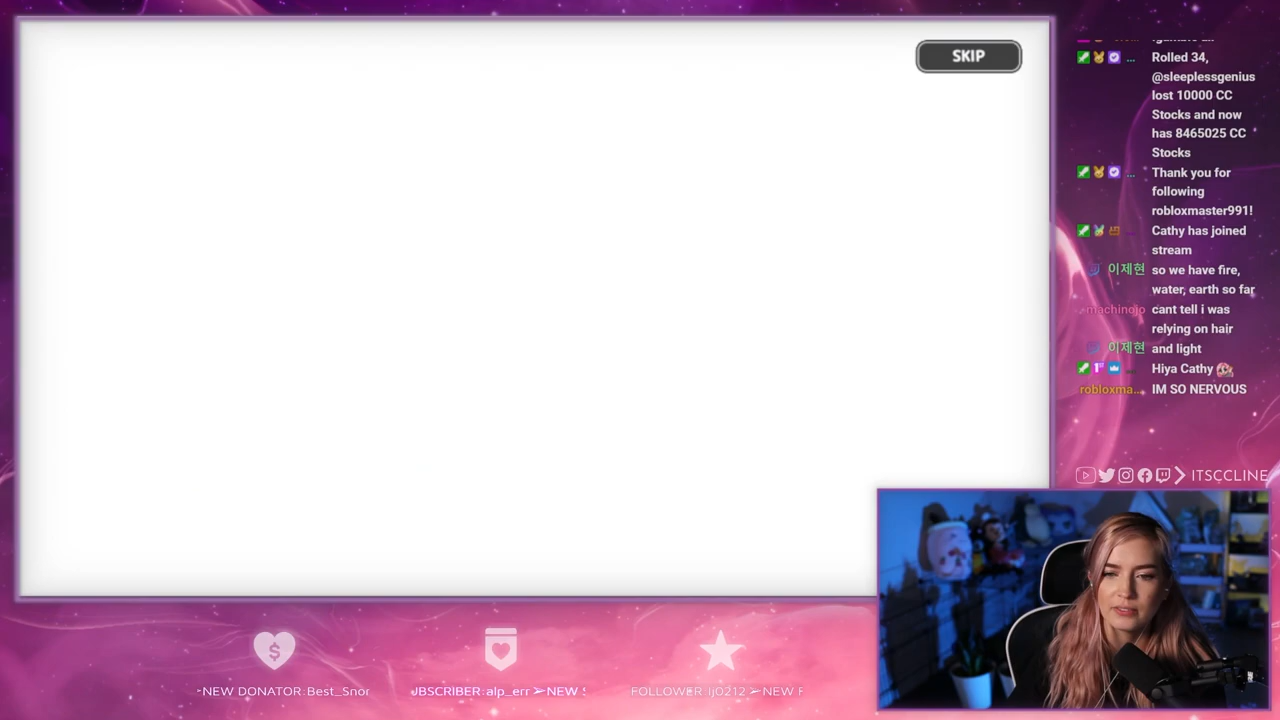 SKIP
Rolled 34,
@sleeplessgenius
lost 10000 CC
Stocks and now
has 8465025 CC
Stocks
Thank you for
following
robloxmaster991!
Cathy has joined
stream
이제현 so we have fire,
water, earth so far
machinojo cant tell i was
relying on hair
이제현 and light
Hiya Cathy
robloxma... IM SO NERVOUS
ITSCCLINE
-NEW DONATOR:Best_Snor
JBSCRIBER:alp_err ➢NEW S
FOLLOWER:lj0212 ➢NEW F